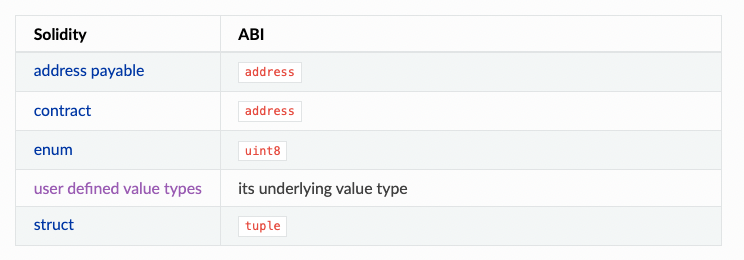 Solidity ABI
address payable address
contract address
enum uint8
user defined value types its underlying value type
struct tuple